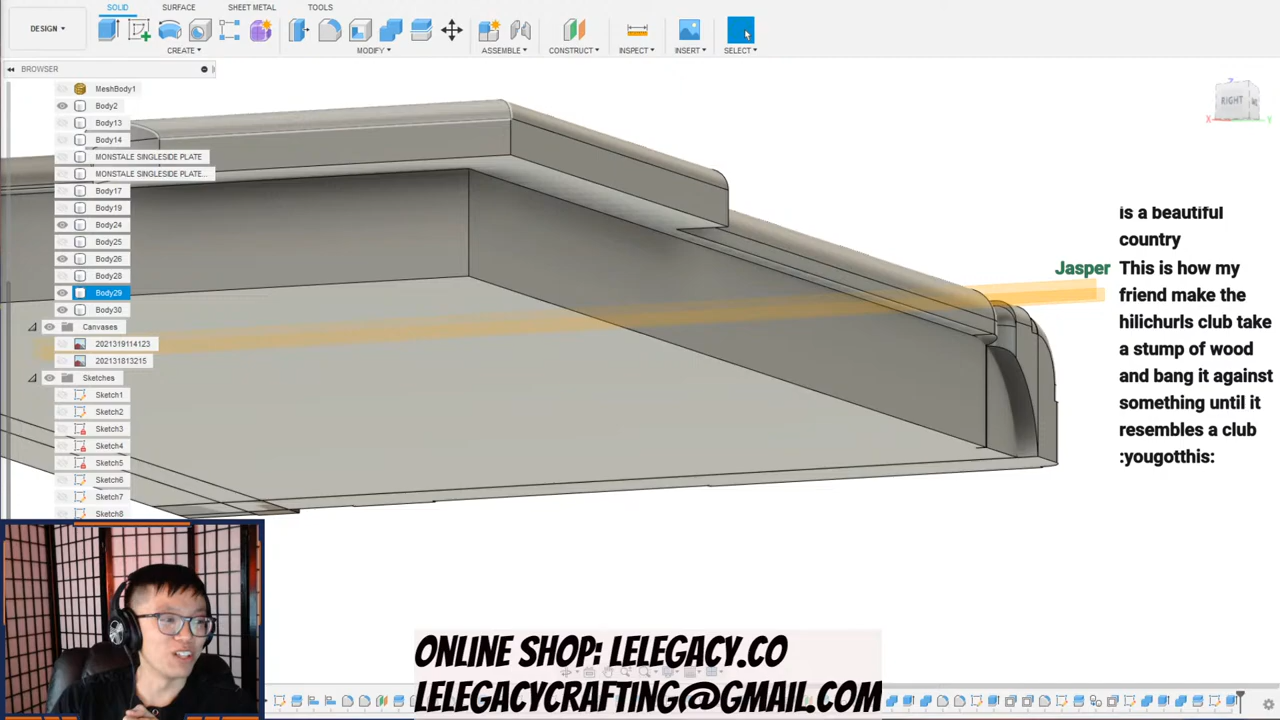 SOLID SURFACE SHEET METAL TOOLS
DESIGN ▾
CREATE ▾ MODIFY ▾ ASSEMBLE ▾ CONSTRUCT ▾ INSPECT ▾ INSERT ▾ SELECT ▾
BROWSER
MeshBody1
Body2
Body13
Body14
MONSTALE SINGLESIDE PLATE
MONSTALE SINGLESIDE PLATE...
Body17
Body19
Body24
Body25
Body26
Body28
Body29
Body30
Canvases
2021319114123
202131813215
Sketches
Sketch1
Sketch2
Sketch3
Sketch4
Sketch5
Sketch6
Sketch7
Sketch8
Z
RIGHT
X
Y
is a beautiful
country
Jasper This is how my
friend make the
hilichurls club take
a stump of wood
and bang it against
something until it
resembles a club
:yougotthis:
ONLINE SHOP: LELEGACY.CO
LELEGACYCRAFTING@GMAIL.COM